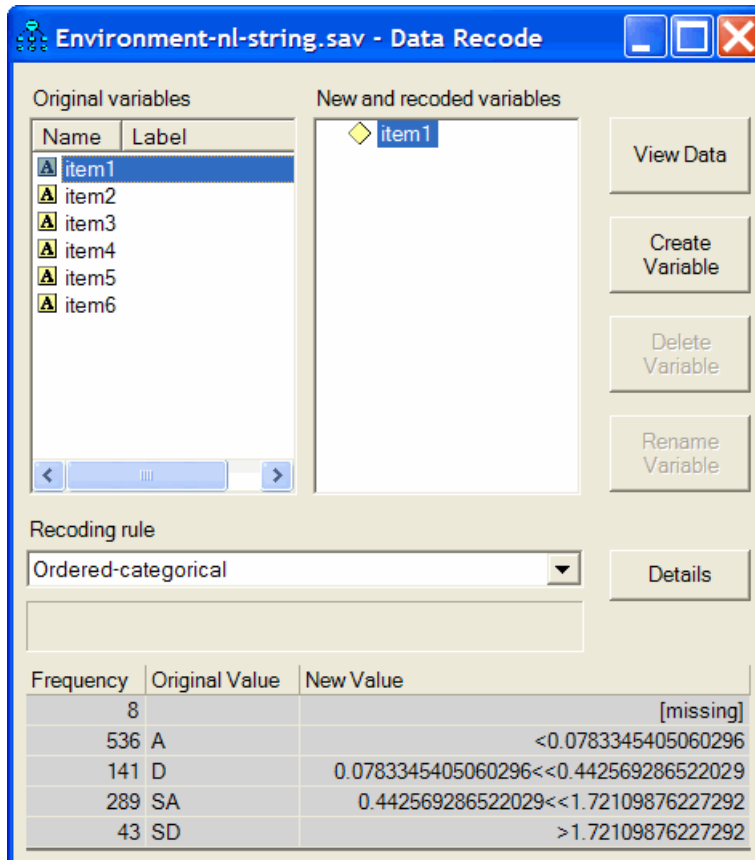 Environment-nl-string.sav - Data Recode
Original variables
New and recoded variables
Name Label
item1
item2
item3
item4
item5
item6
item1
View Data
Create Variable
Delete Variable
Rename Variable
Recoding rule
Ordered-categorical
Details
Frequency Original Value New Value
8 [missing]
536 A <0.0783345405060296
141 D 0.0783345405060296<<0.442569286522029
289 SA 0.442569286522029<<1.72109876227292
43 SD >1.72109876227292